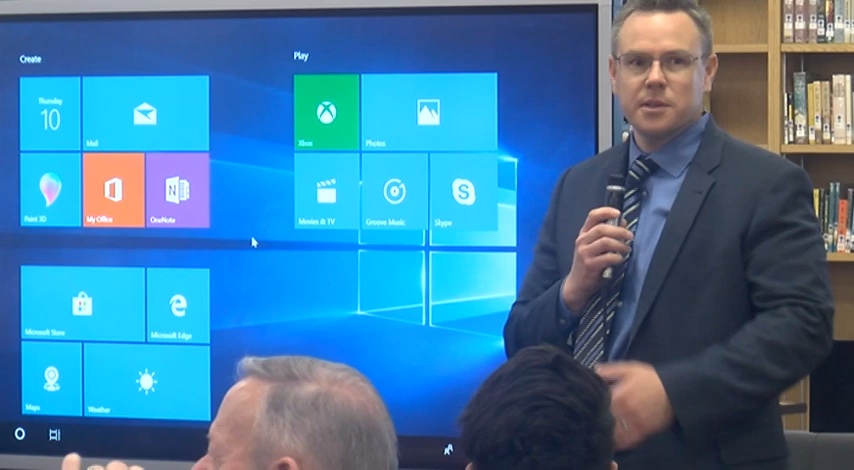 Create
Play
Thursday
10
Mail
Xbox
Photos
Paint 3D
My Office
OneNote
Movies & TV
Groove Music
Skype
Microsoft Store
Microsoft Edge
Maps
Weather